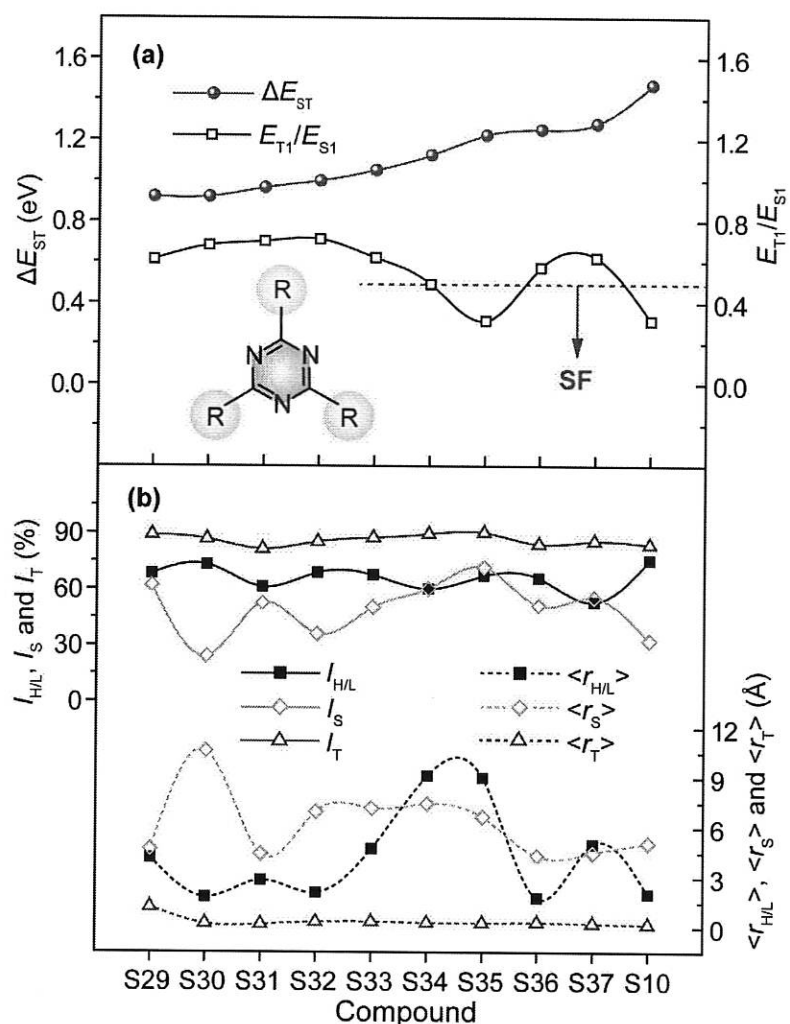 (a)
ΔE_ST
E_T1/E_S1
1.6
1.2
0.8
0.4
0.0
ΔE_ST (eV)
1.6
1.2
0.8
0.4
0.0
E_T1/E_S1
R
N N
N
R R
SF
(b)
90
60
30
0
I_H/L, I_S and I_T (%)
I_H/L
I_S
I_T
<r_H/L>
<r_S>
<r_T>
12
9
6
3
0
<r_H/L>, <r_S> and <r_T> (Å)
S29 S30 S31 S32 S33 S34 S35 S36 S37 S10
Compound